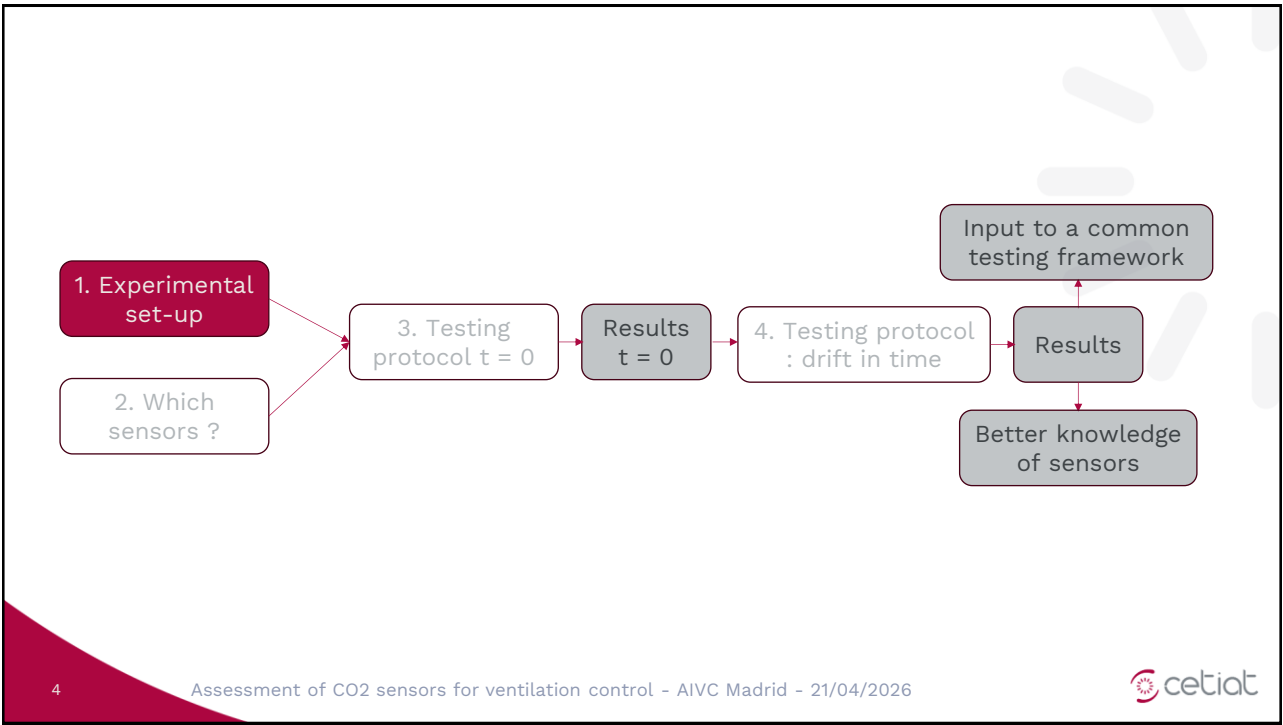 1. Experimental
set-up
2. Which
sensors ?
3. Testing
protocol t = 0
Results
t = 0
4. Testing protocol
: drift in time
Results
Input to a common
testing framework
Better knowledge
of sensors
4
Assessment of CO2 sensors for ventilation control - AIVC Madrid - 21/04/2026
cetiat